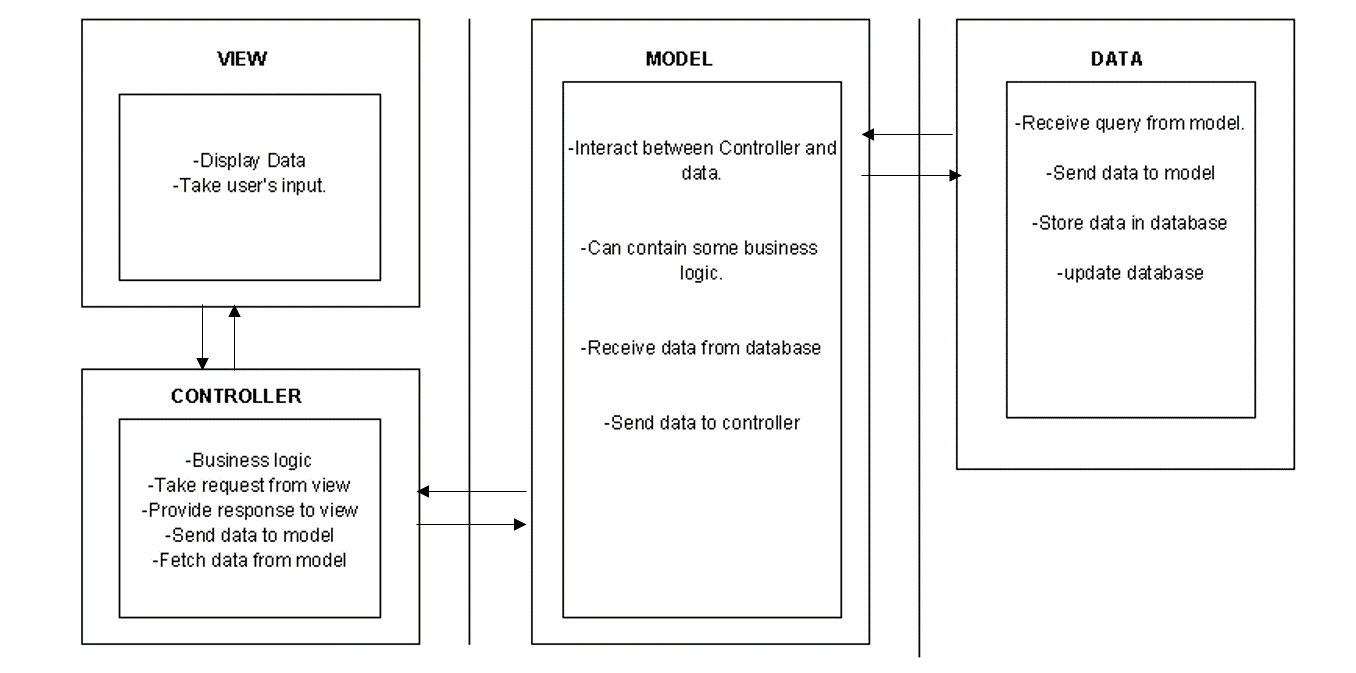 VIEW
-Display Data
-Take user's input.
CONTROLLER
-Business logic
-Take request from view
-Provide response to view
-Send data to model
-Fetch data from model
MODEL
-Interact between Controller and
data.
-Can contain some business
logic.
-Receive data from database
-Send data to controller
DATA
-Receive query from model.
-Send data to model
-Store data in database
-update database